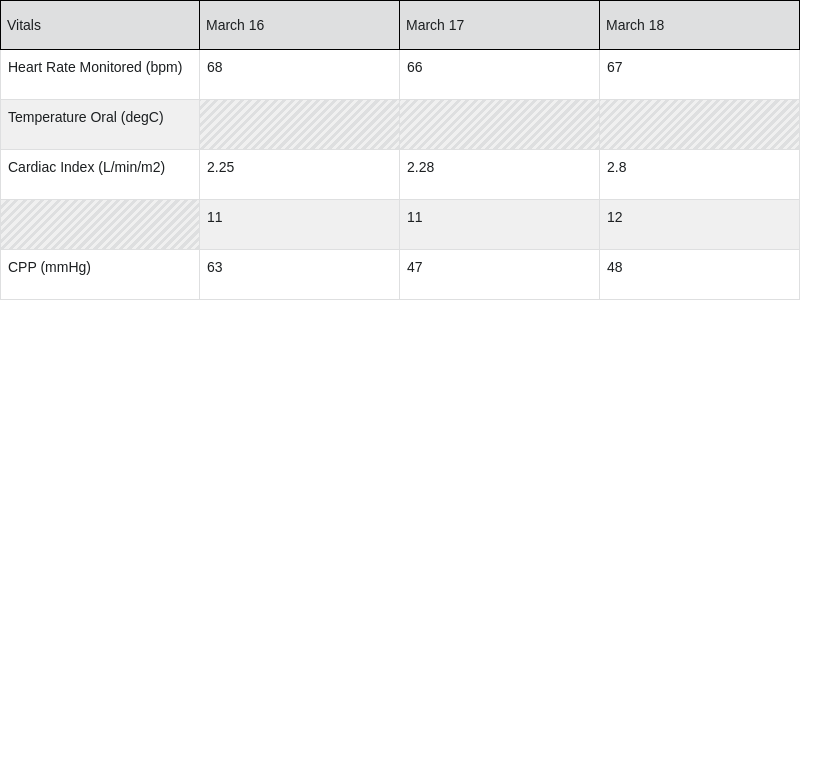 Vitals March 16 March 17 March 18
Heart Rate Monitored (bpm) 68 66 67
Temperature Oral (degC)
Cardiac Index (L/min/m2) 2.25 2.28 2.8
11 11 12
CPP (mmHg) 63 47 48